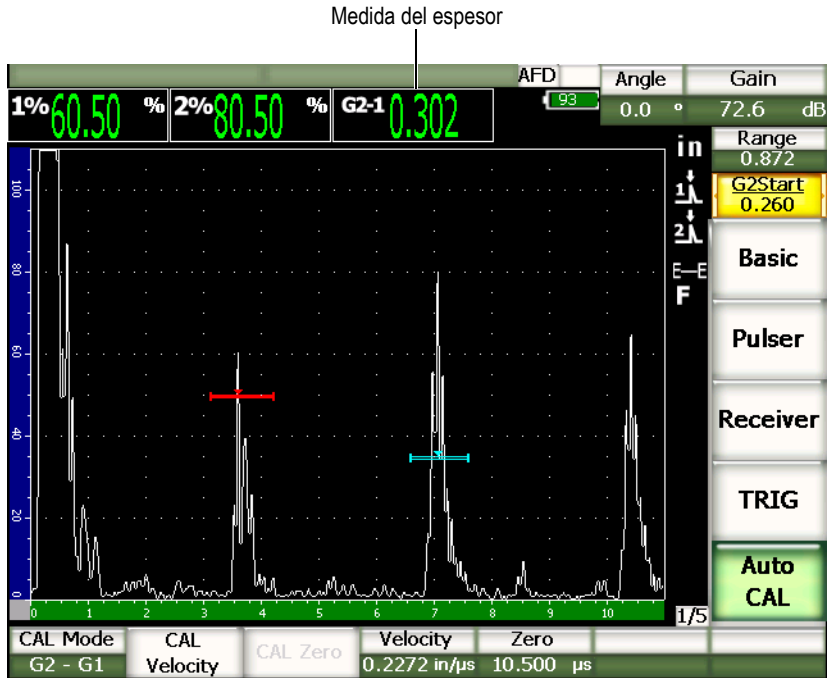 Medida del espesor
AFD
Angle
Gain
1% 60.50 %
2% 80.50 %
G2-1 0.302
93
0.0 °
72.6 dB
in
Range
0.872
1
G2Start
0.260
2
E—E
F
Basic
Pulser
Receiver
TRIG
Auto
CAL
100
80
60
40
20
0
0 1 2 3 4 5 6 7 8 9 10
1/5
CAL Mode
G2 - G1
CAL
Velocity
CAL Zero
Velocity
0.2272 in/µs
Zero
10.500 µs